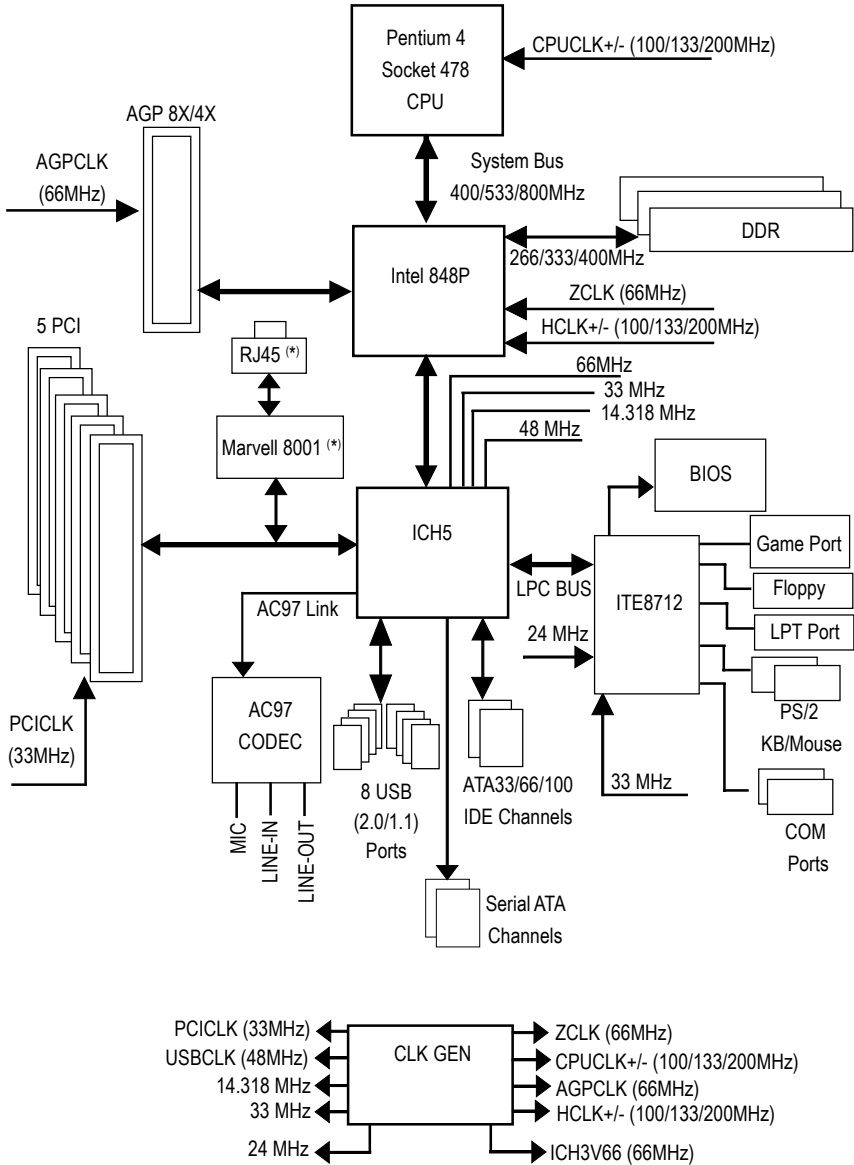 Pentium 4
Socket 478
CPU
CPUCLK+/- (100/133/200MHz)
AGP 8X/4X
AGPCLK
(66MHz)
System Bus
400/533/800MHz
DDR
266/333/400MHz
Intel 848P
ZCLK (66MHz)
HCLK+/- (100/133/200MHz)
5 PCI
RJ45 (*)
66MHz
33 MHz
14.318 MHz
48 MHz
Marvell 8001 (*)
BIOS
ICH5
Game Port
ITE8712
Floppy
LPC BUS
AC97 Link
LPT Port
24 MHz
PS/2
KB/Mouse
AC97
CODEC
PCICLK
(33MHz)
8 USB
(2.0/1.1)
Ports
ATA33/66/100
IDE Channels
33 MHz
MIC
LINE-IN
LINE-OUT
COM
Ports
Serial ATA
Channels
CLK GEN
PCICLK (33MHz)
USBCLK (48MHz)
14.318 MHz
33 MHz
24 MHz
ZCLK (66MHz)
CPUCLK+/- (100/133/200MHz)
AGPCLK (66MHz)
HCLK+/- (100/133/200MHz)
ICH3V66 (66MHz)